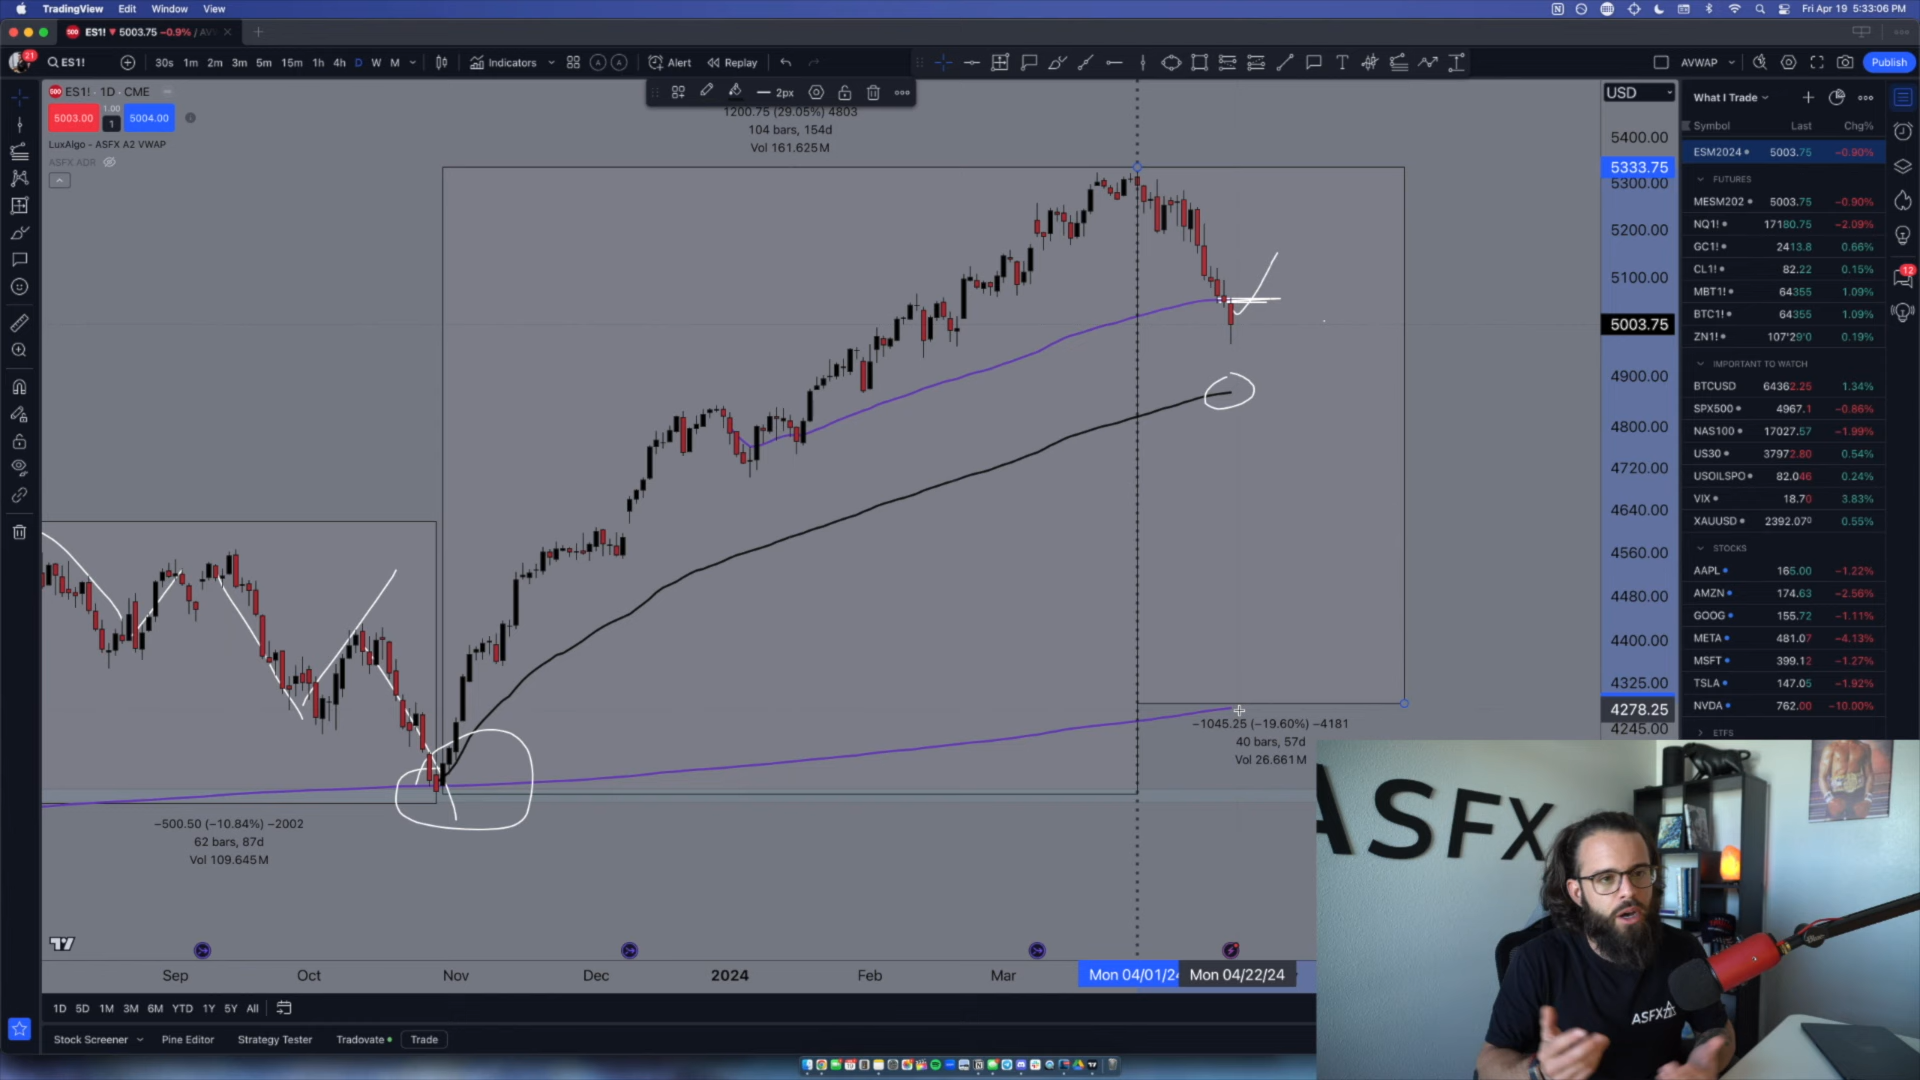 TradingView Edit Window View Fri Apr 19 5:33:06 PM
ES1! ▼ 5003.75 −0.9% / AV
ES1! 30s 1m 2m 3m 5m 15m 1h 4h D W M Indicators Alert Replay AVWAP Publish
21
2px
ES1! · 1D · CME
5003.00 1.00 1 5004.00
LuxAlgo - ASFX A2 VWAP
ASFX ADR
1200.75 (29.05%) 4803
104 bars, 154d
Vol 161.625M
−500.50 (−10.84%) −2002
62 bars, 87d
Vol 109.645M
−1045.25 (−19.60%) −4181
40 bars, 57d
Vol 26.661M
USD
5400.00
5333.75
5300.00
5200.00
5100.00
5003.75
4900.00
4800.00
4720.00
4640.00
4560.00
4480.00
4400.00
4325.00
4278.25
4245.00
What I Trade
Symbol Last Chg%
ESM2024 5003.75 −0.90%
FUTURES
MESM202 5003.75 −0.90%
NQ1! 17180.75 −2.09%
GC1! 2413.8 0.66%
CL1! 82.22 0.15%
MBT1! 64355 1.09%
BTC1! 64355 1.09%
ZN1! 107'29'0 0.19%
IMPORTANT TO WATCH
BTCUSD 64362.25 1.34%
SPX500 4967.1 −0.86%
NAS100 17027.57 −1.99%
US30 37972.80 0.54%
USOILSPO 82.046 0.24%
VIX 18.70 3.83%
XAUUSD 2392.070 0.55%
STOCKS
AAPL 165.00 −1.22%
AMZN 174.63 −2.56%
GOOG 155.72 −1.11%
META 481.07 −4.13%
MSFT 399.12 −1.27%
TSLA 147.05 −1.92%
NVDA 762.00 −10.00%
ETFS
12
Sep Oct Nov Dec 2024 Feb Mar Mon 04/01/24 Mon 04/22/24
1D 5D 1M 3M 6M YTD 1Y 5Y All
Stock Screener Pine Editor Strategy Tester Tradovate Trade
ASFX
ASFX